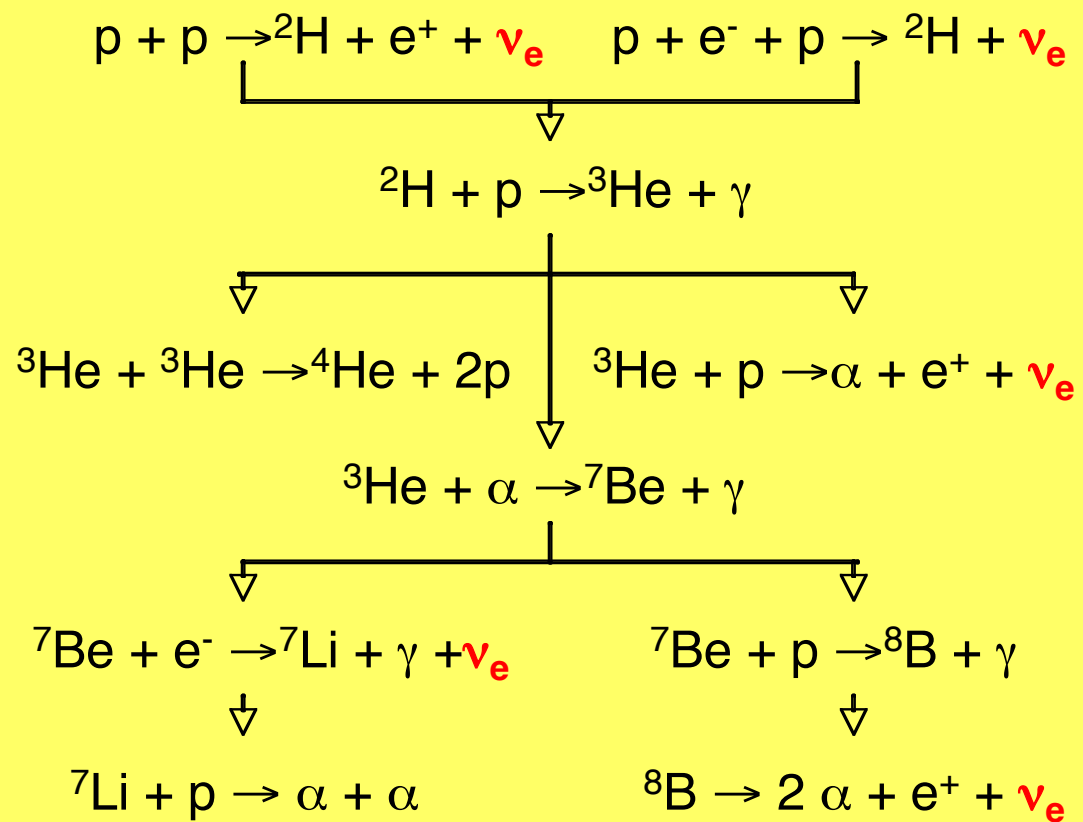 p + p → ²H + e⁺ + νₑ p + e⁻ + p → ²H + νₑ
²H + p → ³He + γ
³He + ³He → ⁴He + 2p ³He + p → α + e⁺ + νₑ
³He + α → ⁷Be + γ
⁷Be + e⁻ → ⁷Li + γ + νₑ ⁷Be + p → ⁸B + γ
⁷Li + p → α + α ⁸B → 2 α + e⁺ + νₑ